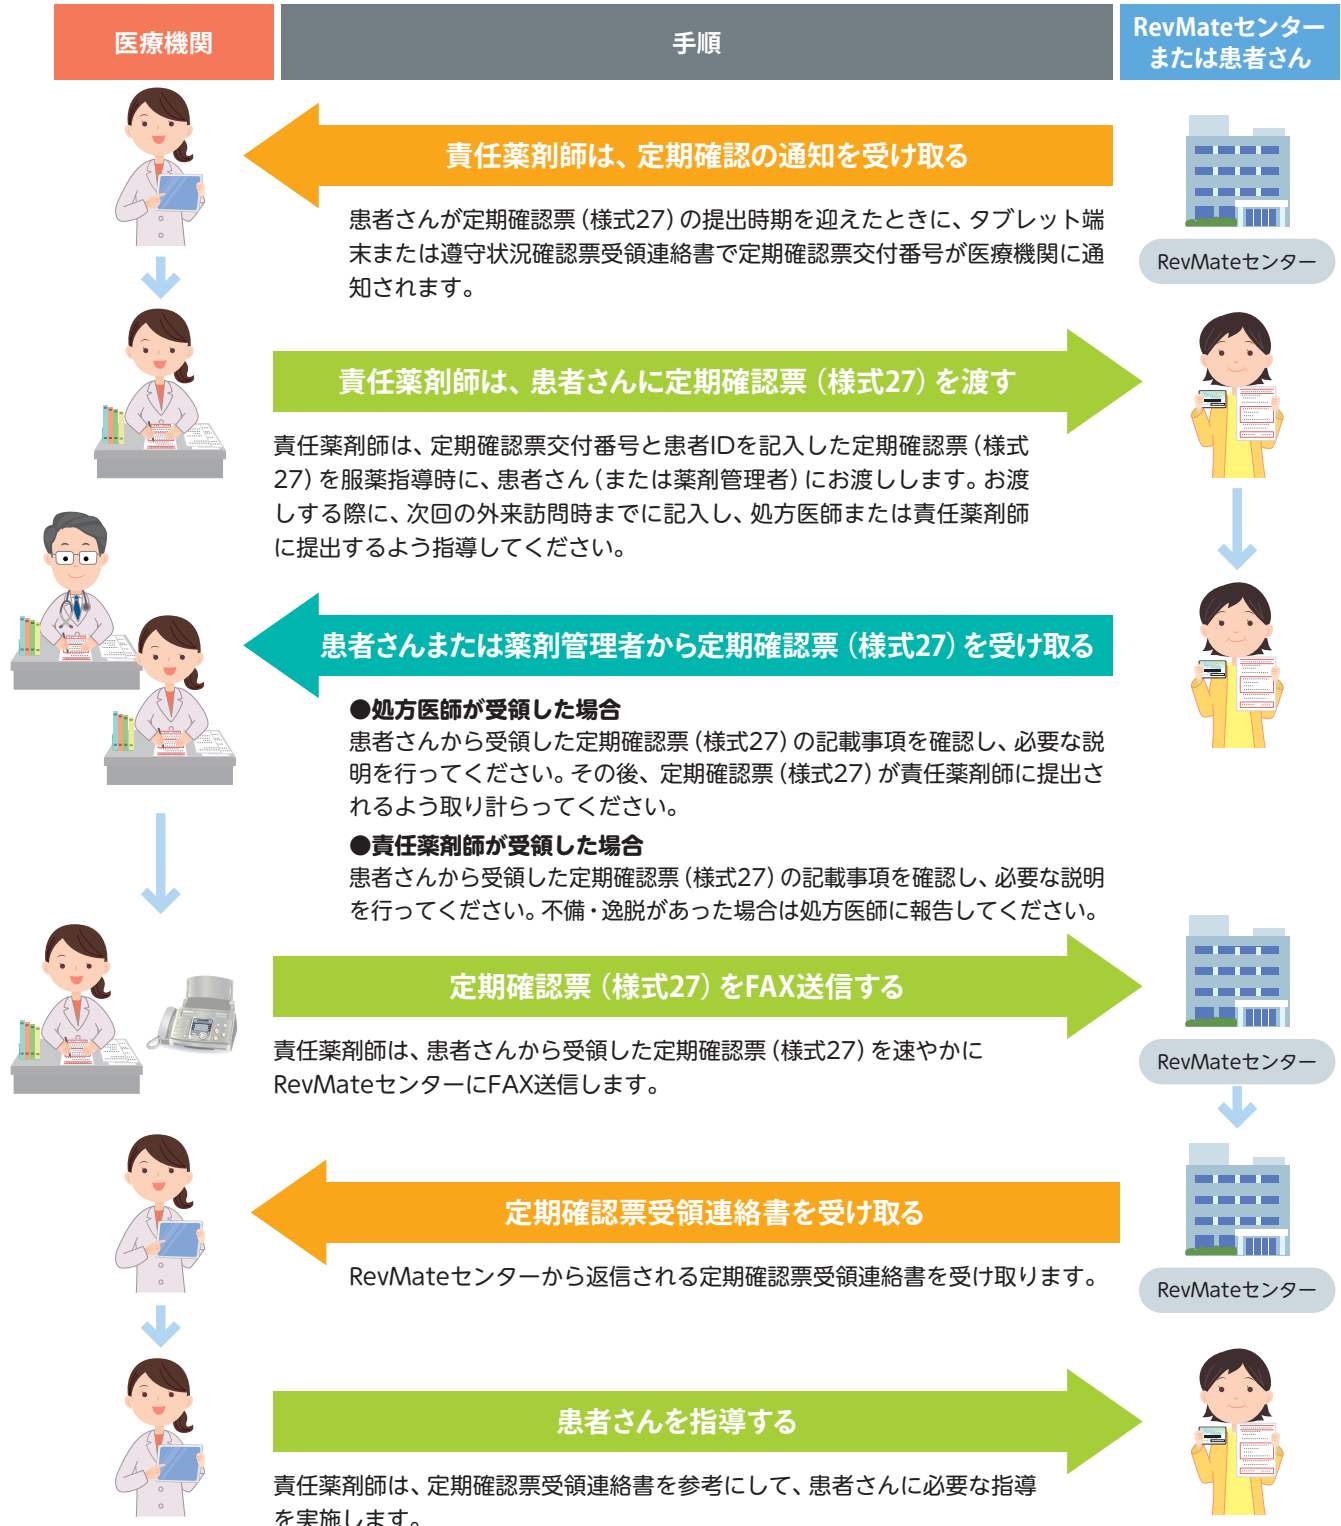 医療機関
手順
RevMateセンター
または患者さん
責任薬剤師は、定期確認の通知を受け取る
患者さんが定期確認票（様式27）の提出時期を迎えたときに、タブレット端
末または遵守状況確認票受領連絡書で定期確認票交付番号が医療機関に通
知されます。
RevMateセンター
責任薬剤師は、患者さんに定期確認票（様式27）を渡す
責任薬剤師は、定期確認票交付番号と患者IDを記入した定期確認票（様式
27）を服薬指導時に、患者さん（または薬剤管理者）にお渡しします。お渡
しする際に、次回の外来訪問時までに記入し、処方医師または責任薬剤師
に提出するよう指導してください。
患者さんまたは薬剤管理者から定期確認票（様式27）を受け取る
●処方医師が受領した場合
患者さんから受領した定期確認票（様式27）の記載事項を確認し、必要な説
明を行ってください。その後、定期確認票（様式27）が責任薬剤師に提出さ
れるよう取り計らってください。
●責任薬剤師が受領した場合
患者さんから受領した定期確認票（様式27）の記載事項を確認し、必要な説明
を行ってください。不備・逸脱があった場合は処方医師に報告してください。
定期確認票（様式27）をFAX送信する
責任薬剤師は、患者さんから受領した定期確認票（様式27）を速やかに
RevMateセンターにFAX送信します。
RevMateセンター
定期確認票受領連絡書を受け取る
RevMateセンターから返信される定期確認票受領連絡書を受け取ります。
RevMateセンター
患者さんを指導する
責任薬剤師は、定期確認票受領連絡書を参考にして、患者さんに必要な指導
を実施します。